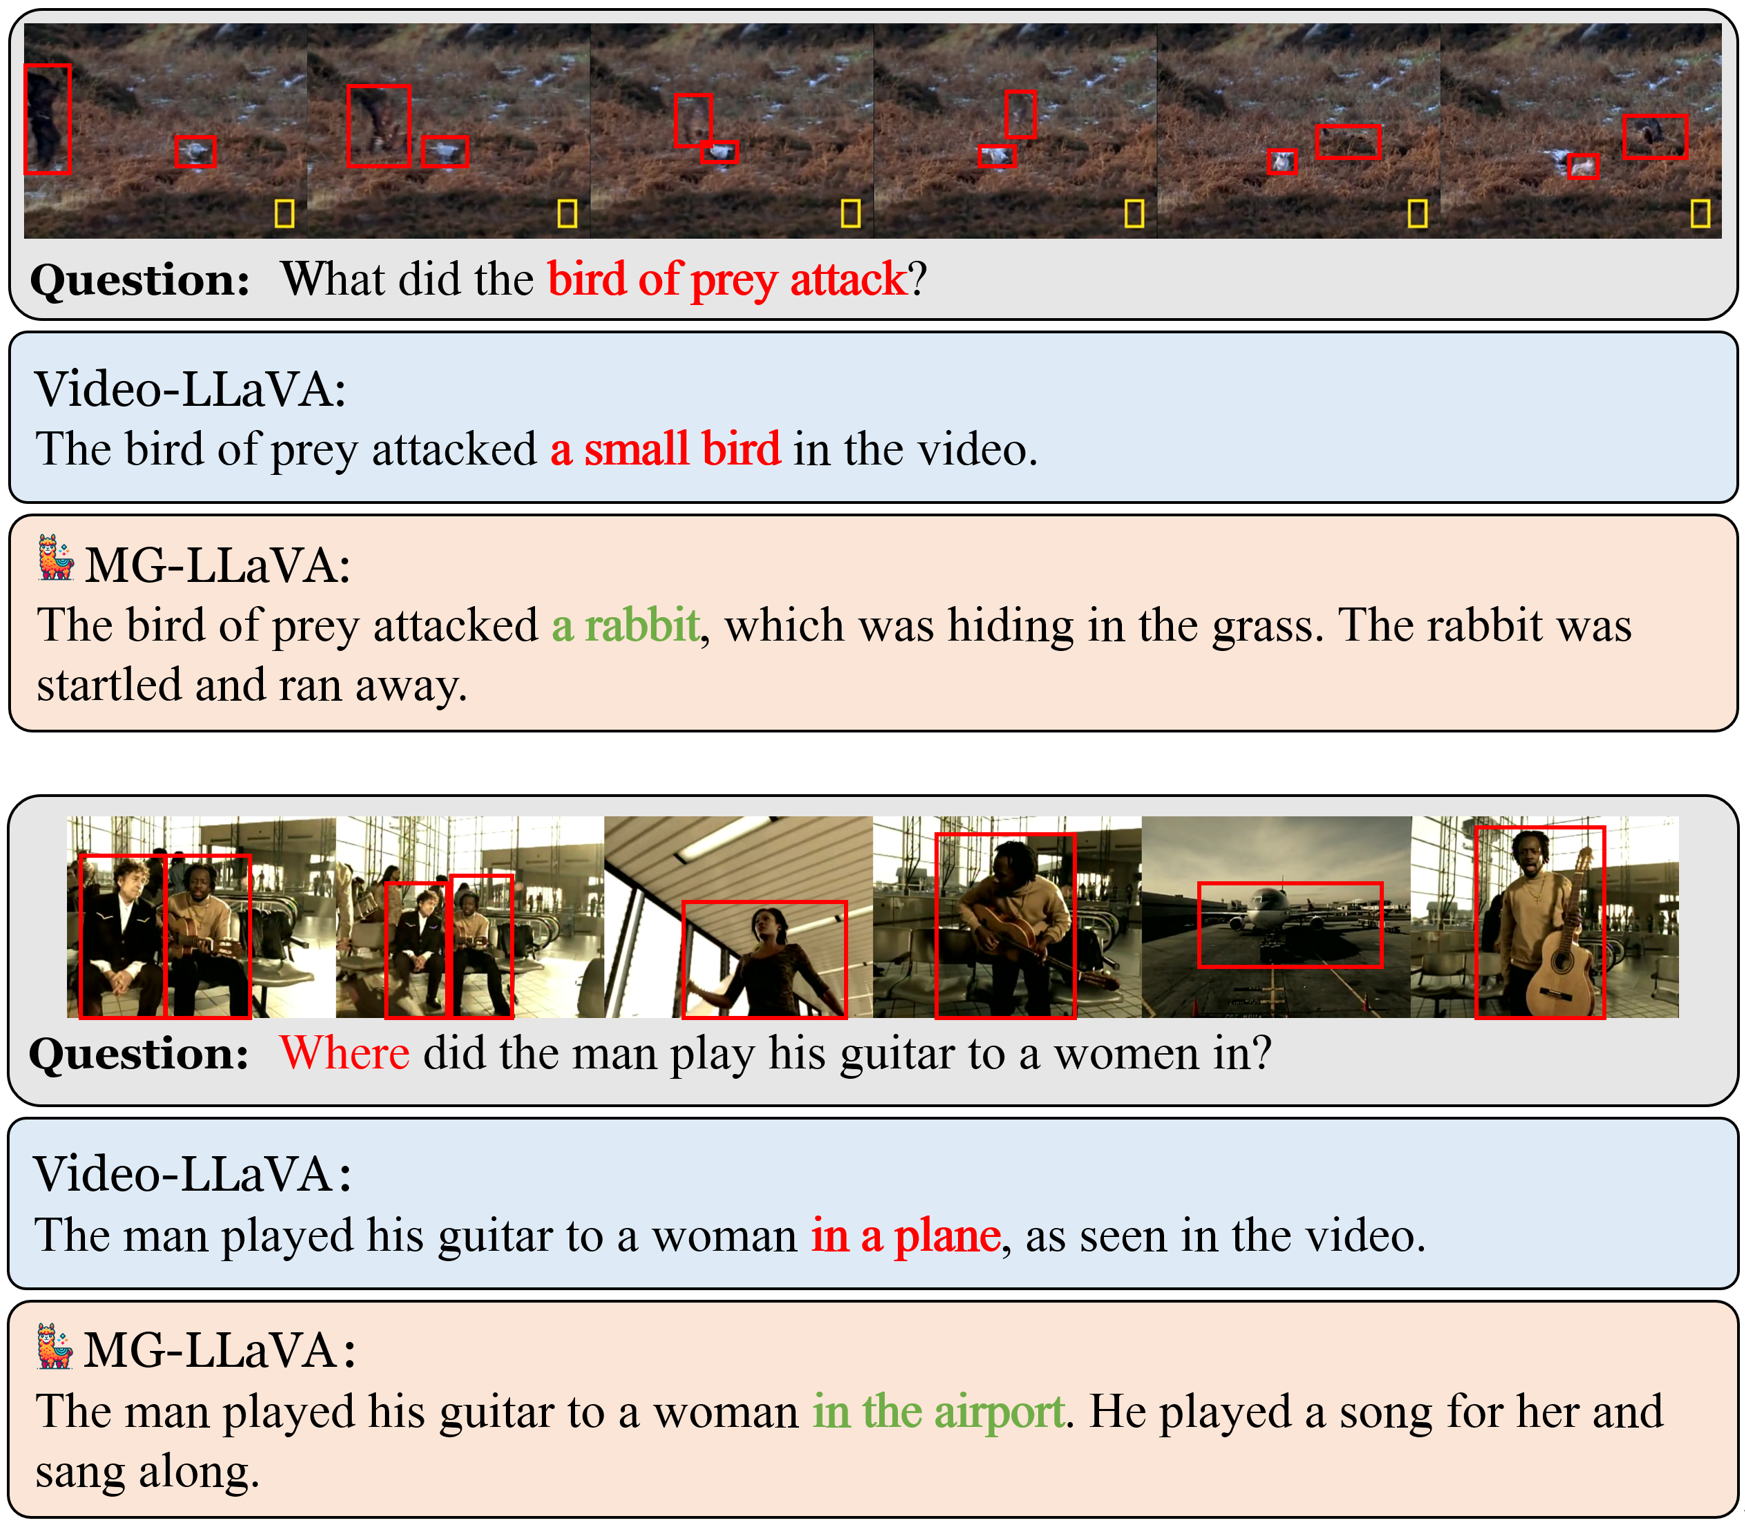 Question: What did the bird of prey attack?
Video-LLaVA:
The bird of prey attacked a small bird in the video.
MG-LLaVA:
The bird of prey attacked a rabbit, which was hiding in the grass. The rabbit was
startled and ran away.
Question: Where did the man play his guitar to a women in?
Video-LLaVA:
The man played his guitar to a woman in a plane, as seen in the video.
MG-LLaVA:
The man played his guitar to a woman in the airport. He played a song for her and
sang along.